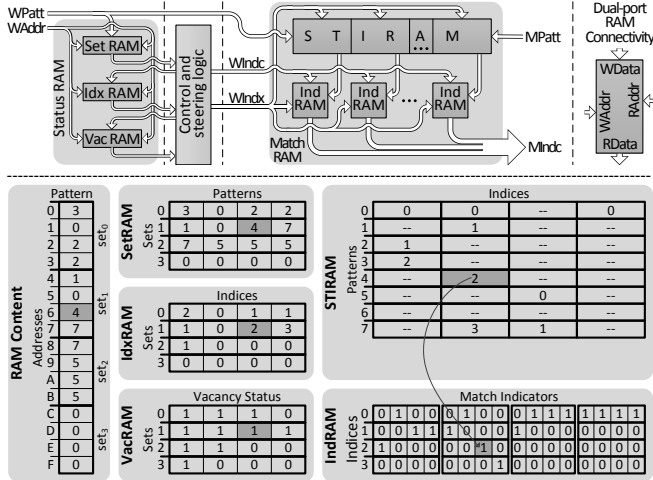 WPatt
WAddr
Set RAM
Idx RAM
Vac RAM
Status RAM
Control and
steering logic
WIndc
WIndx
S T I R A M
...
MPatt
Ind
RAM
Ind
RAM
...
Ind
RAM
Match
RAM
MIndc
Dual-port
RAM
Connectivity
WData
WAddr
RAddr
RData
RAM Content
Addresses
Pattern
0 3
1 0
2 2
3 2
4 1
5 0
6 4
7 7
8 7
9 5
A 5
B 5
C 0
D 0
E 0
F 0
set0
set1
set2
set3
SetRAM
Sets
Patterns
0 3 0 2 2
1 1 0 4 7
2 7 5 5 5
3 0 0 0 0
IdxRAM
Sets
Indices
0 2 0 1 1
1 1 0 2 3
2 1 0 0 0
3 0 0 0 0
VacRAM
Sets
Vacancy Status
0 1 1 1 0
1 1 1 1 1
2 1 1 0 0
3 1 0 0 0
STIRAM
Patterns
Indices
0 0 0 -- 0
1 -- 1 -- --
2 1 -- -- --
3 2 -- -- --
4 -- 2 -- --
5 -- -- 0 --
6 -- -- -- --
7 -- 3 1 --
IndRAM
Indices
Match Indicators
0 0 1 0 0 0 1 0 0 0 1 1 1 1 1 1 1
1 0 0 1 1 1 0 0 0 1 0 0 0 0 0 0 0
2 1 0 0 0 0 0 1 0 0 0 0 0 0 0 0 0
3 0 0 0 0 0 0 0 1 0 0 0 0 0 0 0 0